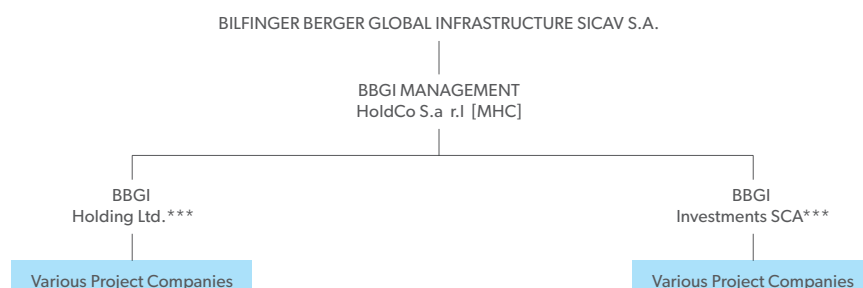 BILFINGER BERGER GLOBAL INFRASTRUCTURE SICAV S.A.
BBGI MANAGEMENT
HoldCo S.a r.l [MHC]
BBGI
Holding Ltd.***
BBGI
Investments SCA***
Various Project Companies
Various Project Companies